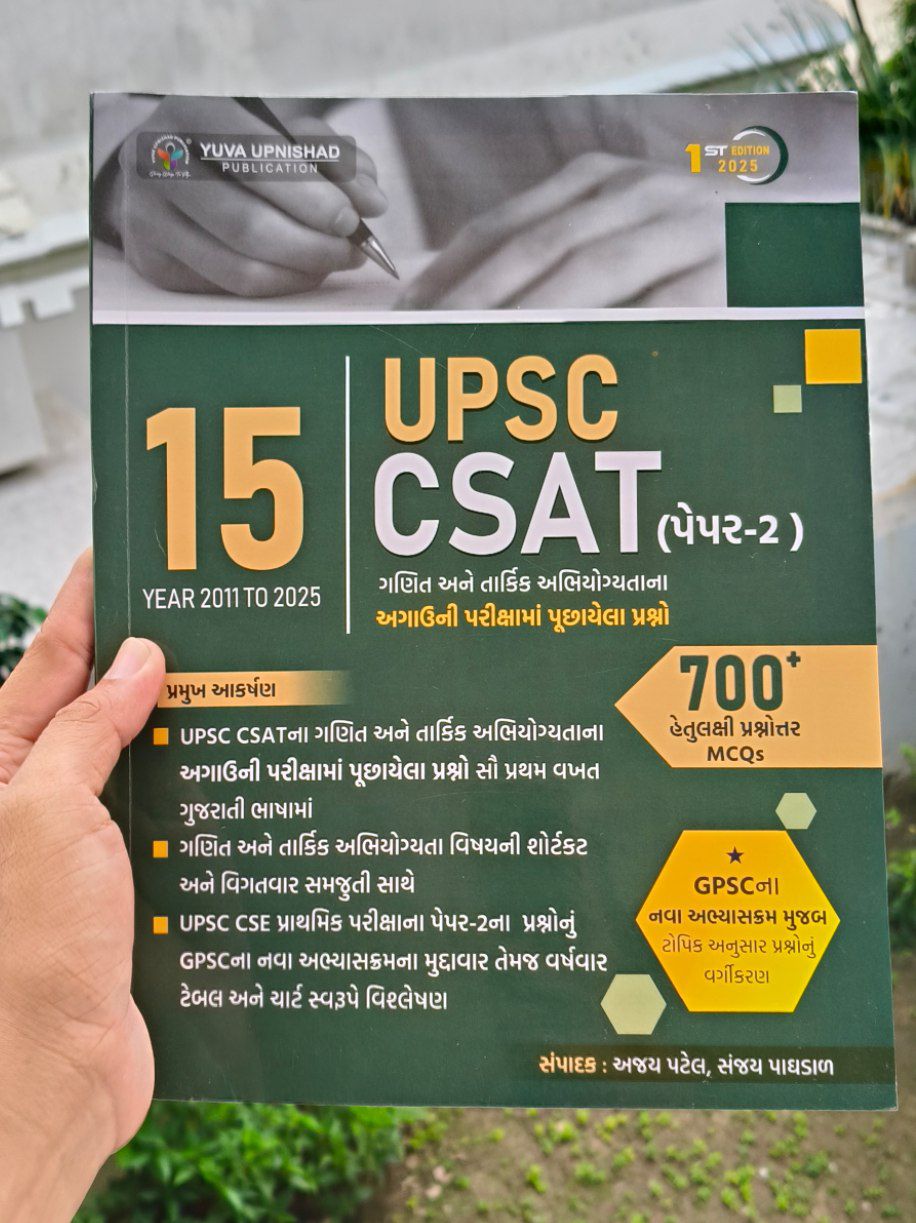 YUVA UPNISHAD
PUBLICATION
1ST EDITION
2025
15
YEAR 2011 TO 2025
UPSC
CSAT (પેપર-2 )
ગણિત અને તાર્કિક અભિયોગ્યતાના
અગાઉની પરીક્ષામાં પૂછાયેલા પ્રશ્નો
700+
હેતુલક્ષી પ્રશ્નોત્તર
MCQs
પ્રમુખ આકર્ષણ
UPSC CSATના ગણિત અને તાર્કિક અભિયોગ્યતાના
અગાઉની પરીક્ષામાં પૂછાયેલા પ્રશ્નો સૌ પ્રથમ વખત
ગુજરાતી ભાષામાં
ગણિત અને તાર્કિક અભિયોગ્યતા વિષયની શોર્ટકટ
અને વિગતવાર સમજુતી સાથે
UPSC CSE પ્રાથમિક પરીક્ષાના પેપર-2ના પ્રશ્નોનું
GPSCના નવા અભ્યાસક્રમના મુદ્દાવાર તેમજ વર્ષવાર
ટેબલ અને ચાર્ટ સ્વરૂપે વિશ્લેષણ
GPSCના
નવા અભ્યાસક્રમ મુજબ
ટોપિક અનુસાર પ્રશ્નોનું
વર્ગીકરણ
સંપાદક : અજય પટેલ, સંજય પાઘડાળ